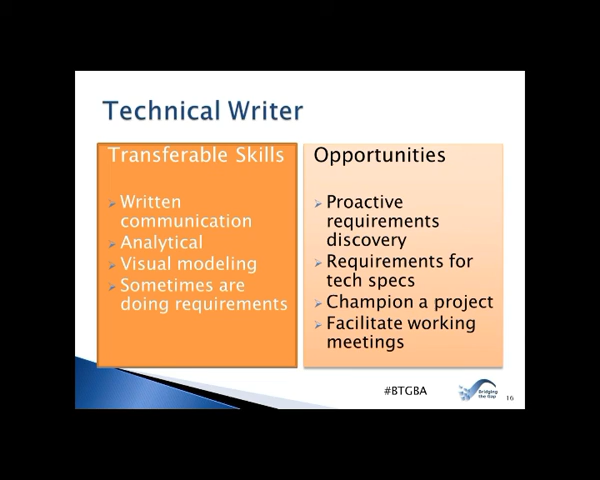 Technical Writer
Transferable Skills
Written
communication
Analytical
Visual modeling
Sometimes are
doing requirements
Opportunities
Proactive
requirements
discovery
Requirements for
tech specs
Champion a project
Facilitate working
meetings
#BTGBA
Bridging
the Gap
16